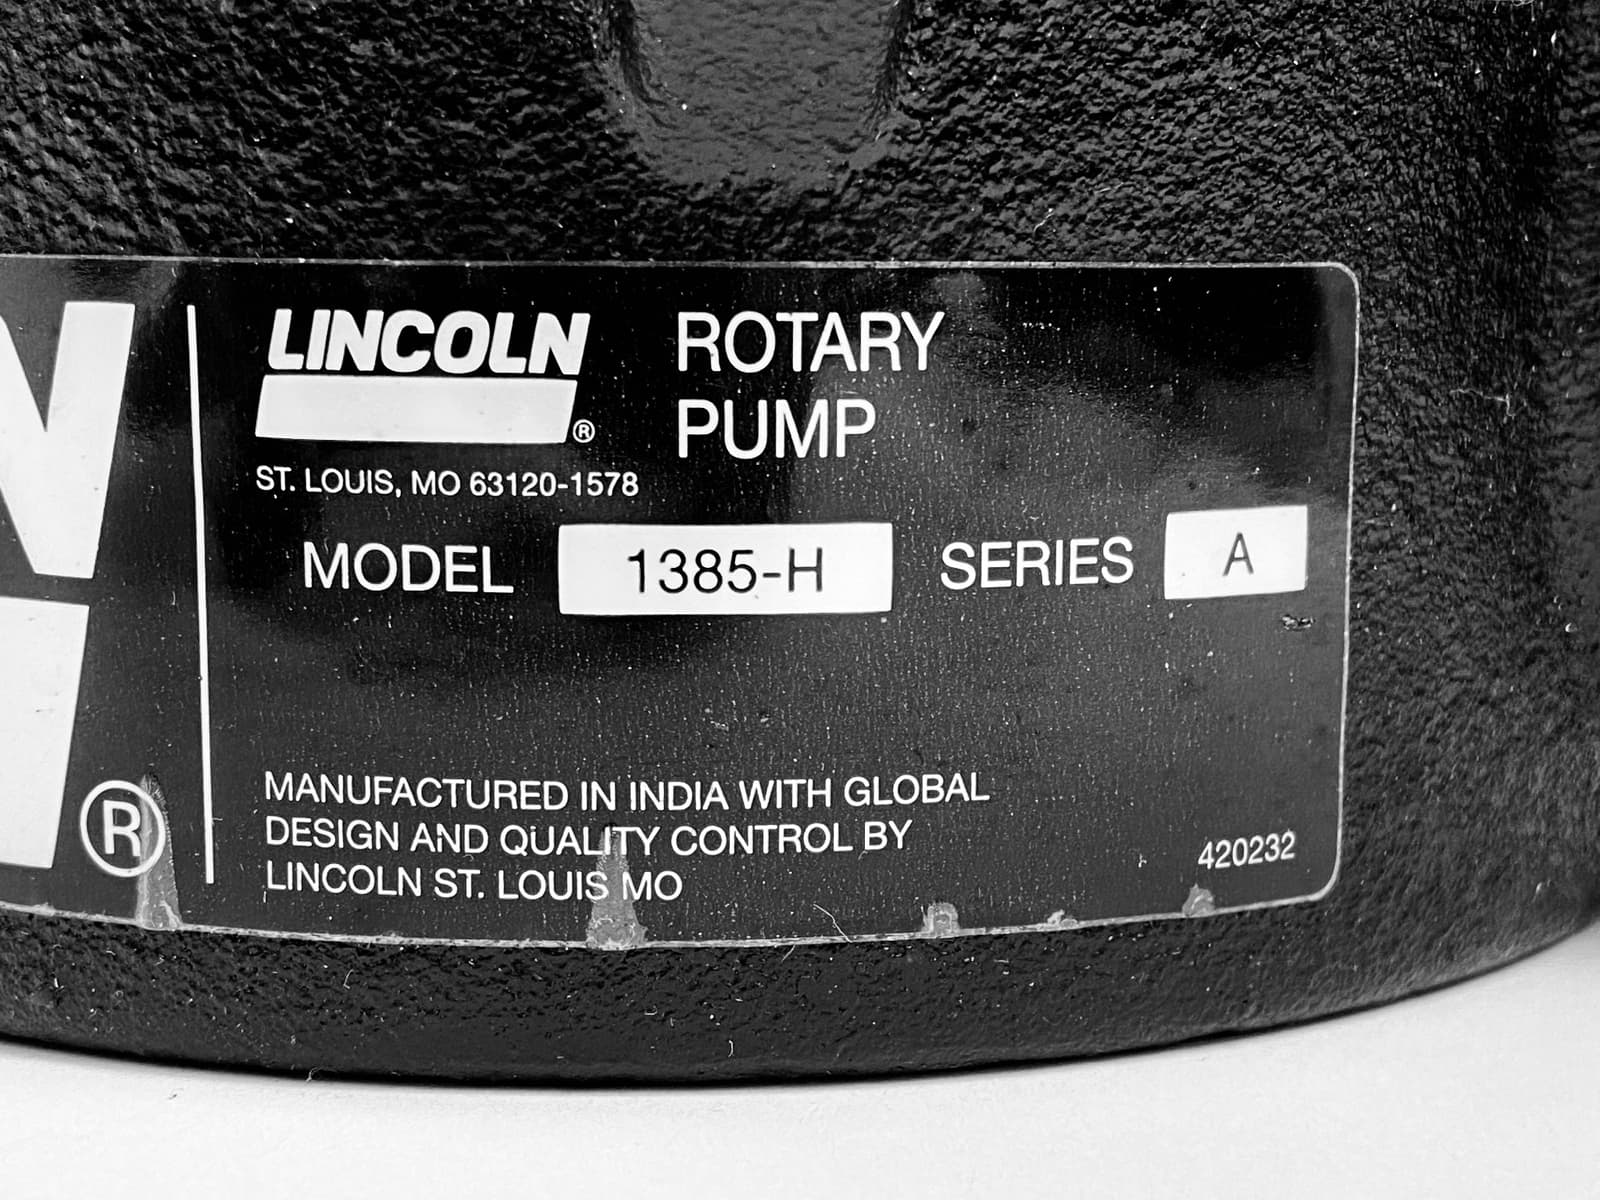 N
®
LINCOLN
®
ST. LOUIS, MO 63120-1578
ROTARY
PUMP
MODEL 1385-H SERIES A
MANUFACTURED IN INDIA WITH GLOBAL
DESIGN AND QUALITY CONTROL BY
LINCOLN ST. LOUIS MO
420232